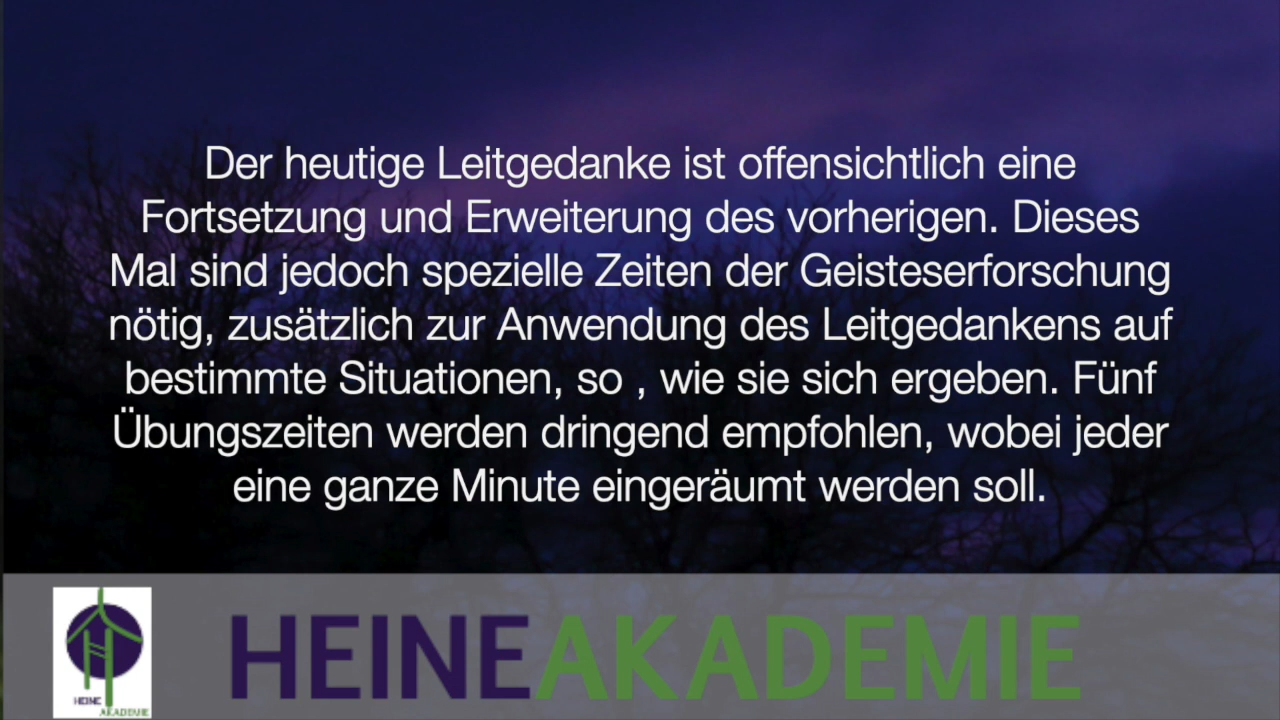 Der heutige Leitgedanke ist offensichtlich eine
Fortsetzung und Erweiterung des vorherigen. Dieses
Mal sind jedoch spezielle Zeiten der Geisteserforschung
nötig, zusätzlich zur Anwendung des Leitgedankens auf
bestimmte Situationen, so , wie sie sich ergeben. Fünf
Übungszeiten werden dringend empfohlen, wobei jeder
eine ganze Minute eingeräumt werden soll.
HEINEAKADEMIE
HEINE
AKADEMIE